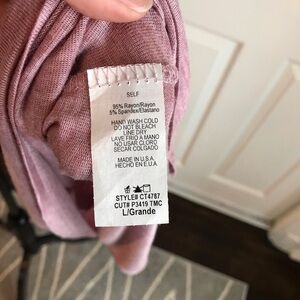 SELF
95% Rayon/Rayon
5% Spandex/Elastano
HAND WASH COLD
DO NOT BLEACH
LINE DRY
LAVE FRIO A MANO
NO USAR CLORO
SECAR COLGADO
MADE IN U.S.A.
HECHO EN E.U.A.
STYLE# CT4787
CUT# P3419 TMC
L/Grande